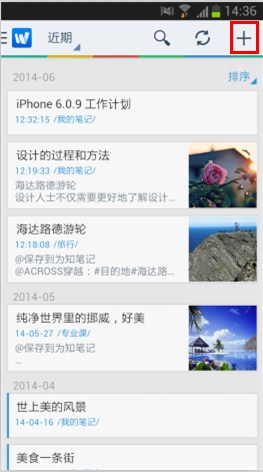 14:36
W 近期
2014-06 排序
iPhone 6.0.9 工作计划
12:32:15 /我的笔记/
设计的过程和方法
12:19:33 /我的笔记/
海达路德游轮
设计人士不仅需要更好地了解设计...
海达路德游轮
12:18:08 /旅行/
@保存到为知笔记
@ACROSS穿越：#目的地#海达路...
2014-05
纯净世界里的挪威，好美
14-05-27 /专业课/
@保存到为知笔记
...
2014-04
世上美的风景
14-04-16 /我的笔记/
美食一条街